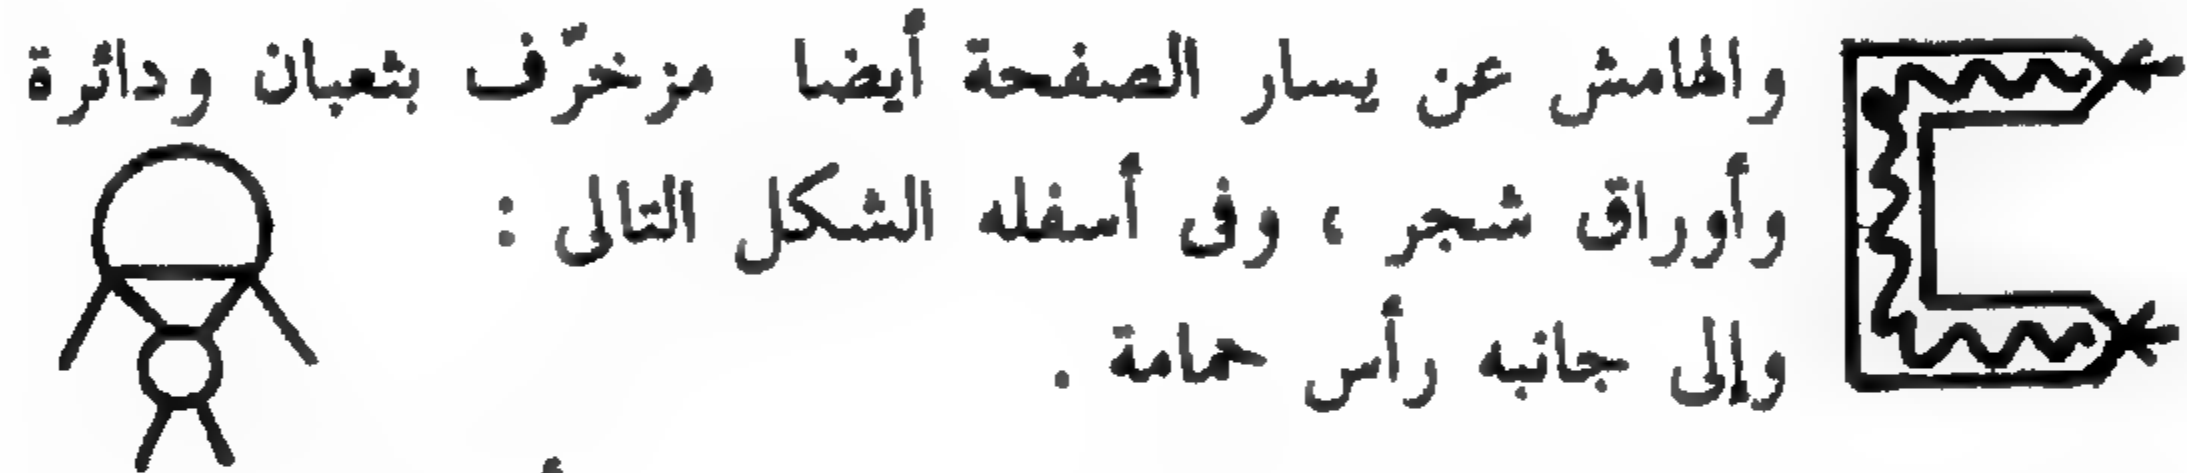 والهامش عن يسار الصفحة أيضا مزخرّف بثعبان ودائرة
وأوراق شجر ، وفى أسفله الشكل التالى :
وإلى جانبه رأس حمامة .